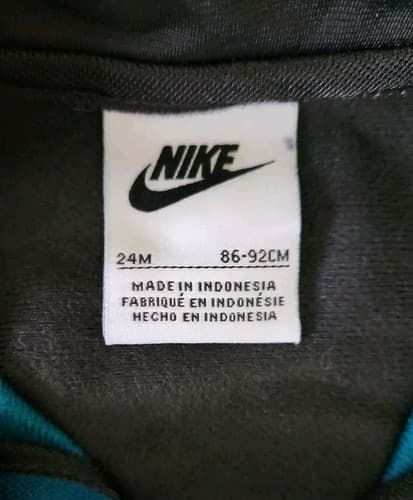 NIKE
24M 86-92CM
MADE IN INDONESIA
FABRIQUÉ EN INDONÉSIE
HECHO EN INDONESIA